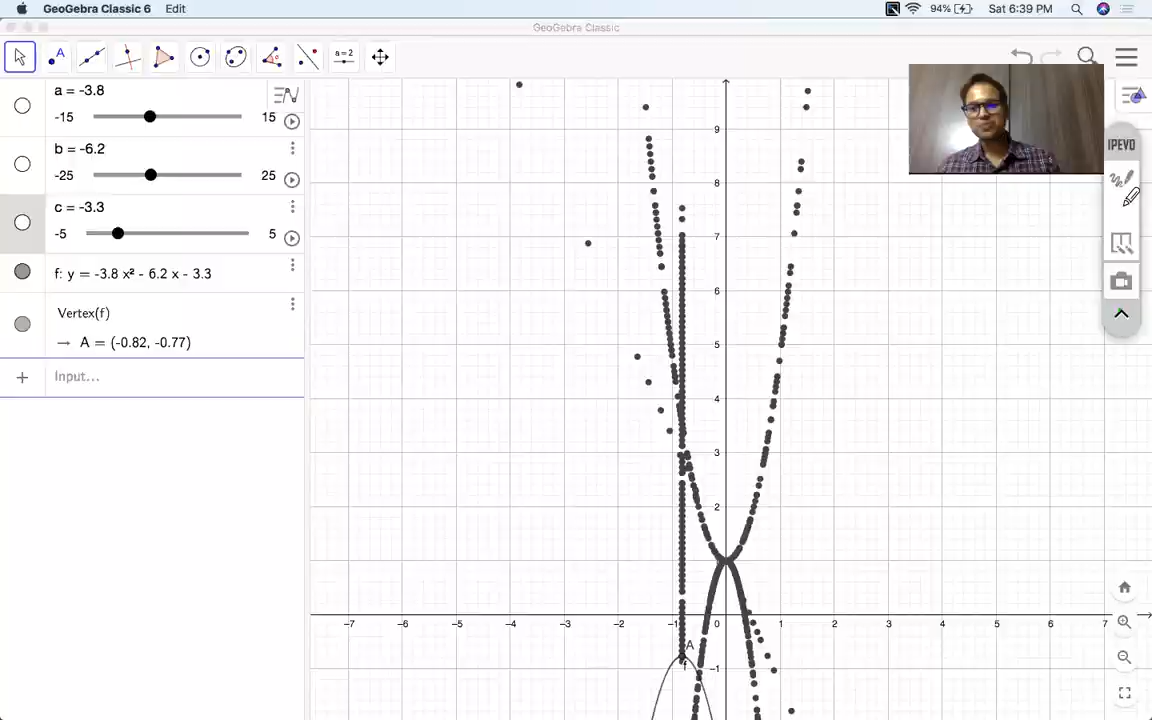 GeoGebra Classic 6 Edit 94% Sat 6:39 PM
GeoGebra Classic
A a=2
a = -3.8
-15 15
b = -6.2
-25 25
c = -3.3
-5 5
f: y = -3.8 x² - 6.2 x - 3.3
Vertex(f)
→ A = (-0.82, -0.77)
+ Input...
IPEVO
9
8
7
6
5
4
3
2
-7 -6 -5 -4 -3 -2 -1 0 1 2 3 4 5 6 7
A
f
-1